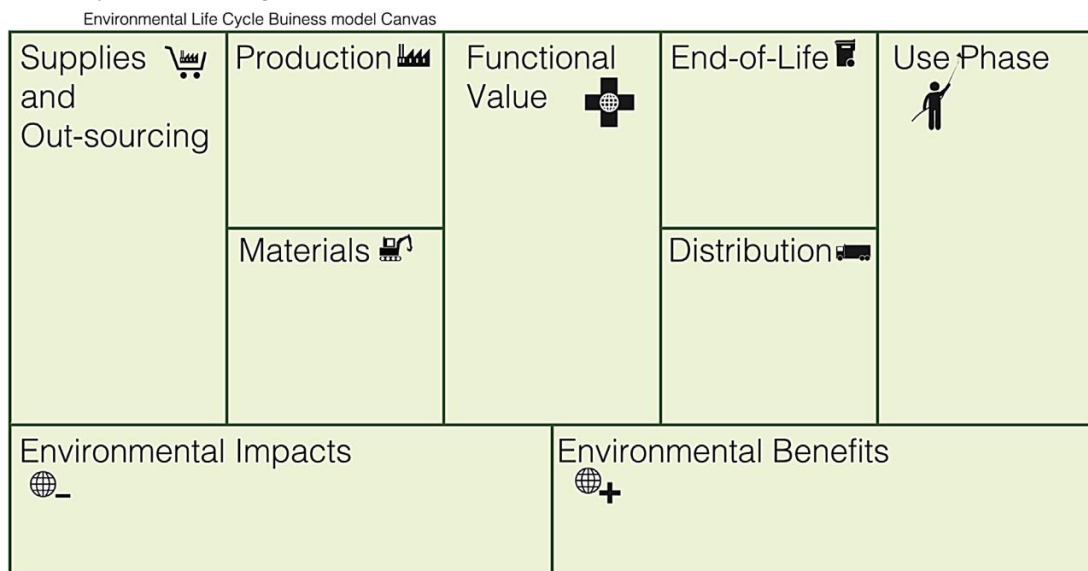 Environmental Life Cycle Buiness model Canvas
Supplies
and
Out-sourcing
Production
Materials
Functional
Value
End-of-Life
Distribution
Use Phase
Environmental Impacts
Environmental Benefits